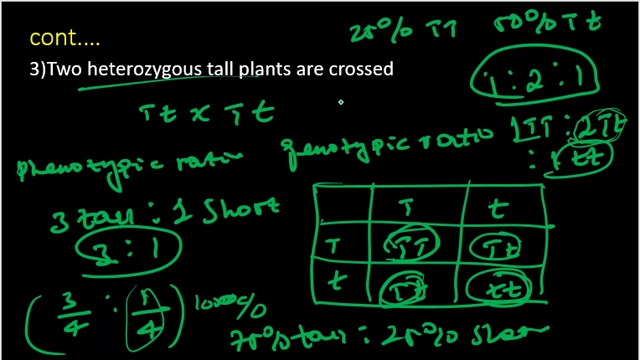 cont....
25% TT 50% Tt
3)Two heterozygous tall plants are crossed
1 : 2 : 1
Tt x Tt
phenotypic ratio
genotypic ratio 1TT : 2Tt
: 1 tt
3 tall : 1 Short
3 : 1
T t
T TT Tt
t Tt tt
( 3/4 : 1/4 ) 100%
75% tall : 25% Short